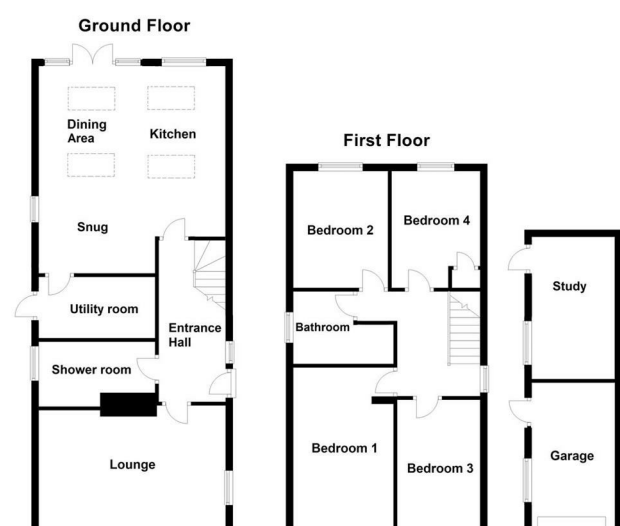 Ground Floor
Dining
Area
Kitchen
Snug
Utility room
Entrance
Hall
Shower room
Lounge
First Floor
Bedroom 2
Bedroom 4
Bathroom
Bedroom 1
Bedroom 3
Study
Garage